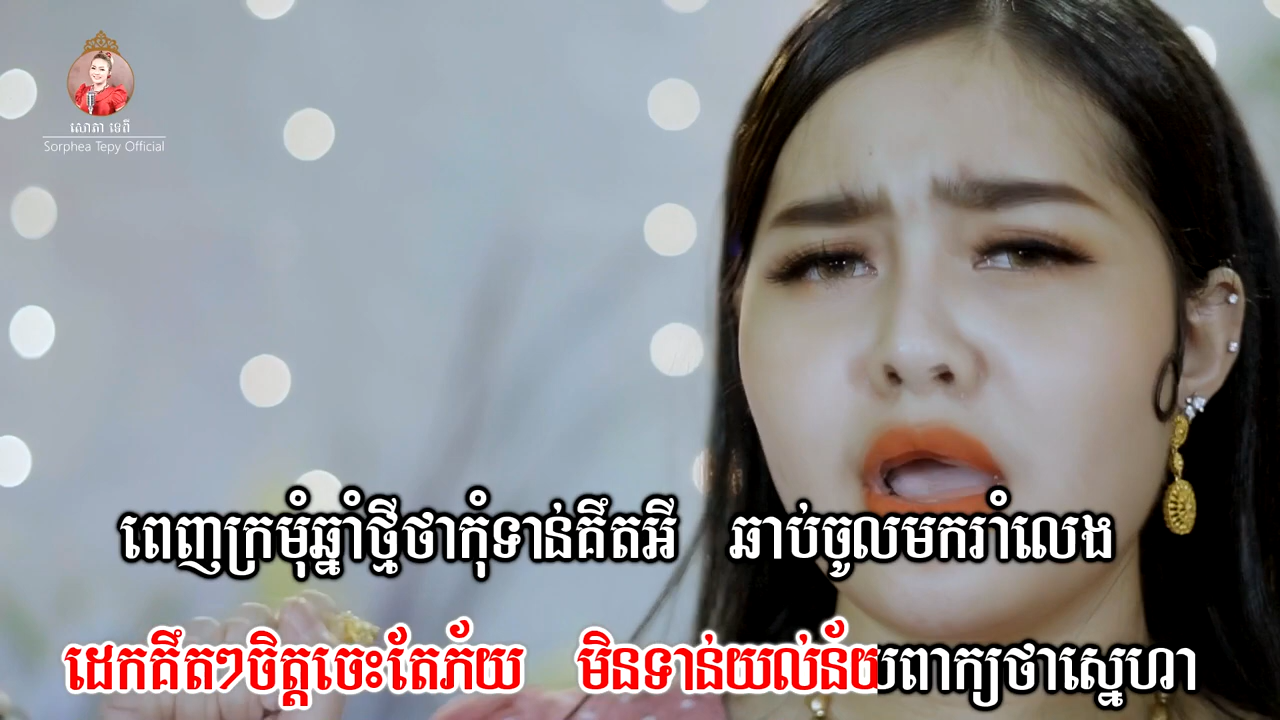 សោភា ទេពី
Sorphea Tepy Official
ពេញក្រមុំឆ្នាំថ្មីថាកុំទាន់គឹតអី ឆាប់ចូលមករាំលេង
ដេកគឹតៗចិត្តចេះតែភ័យ មិនទាន់យល់ន័យពាក្យថាស្នេហា